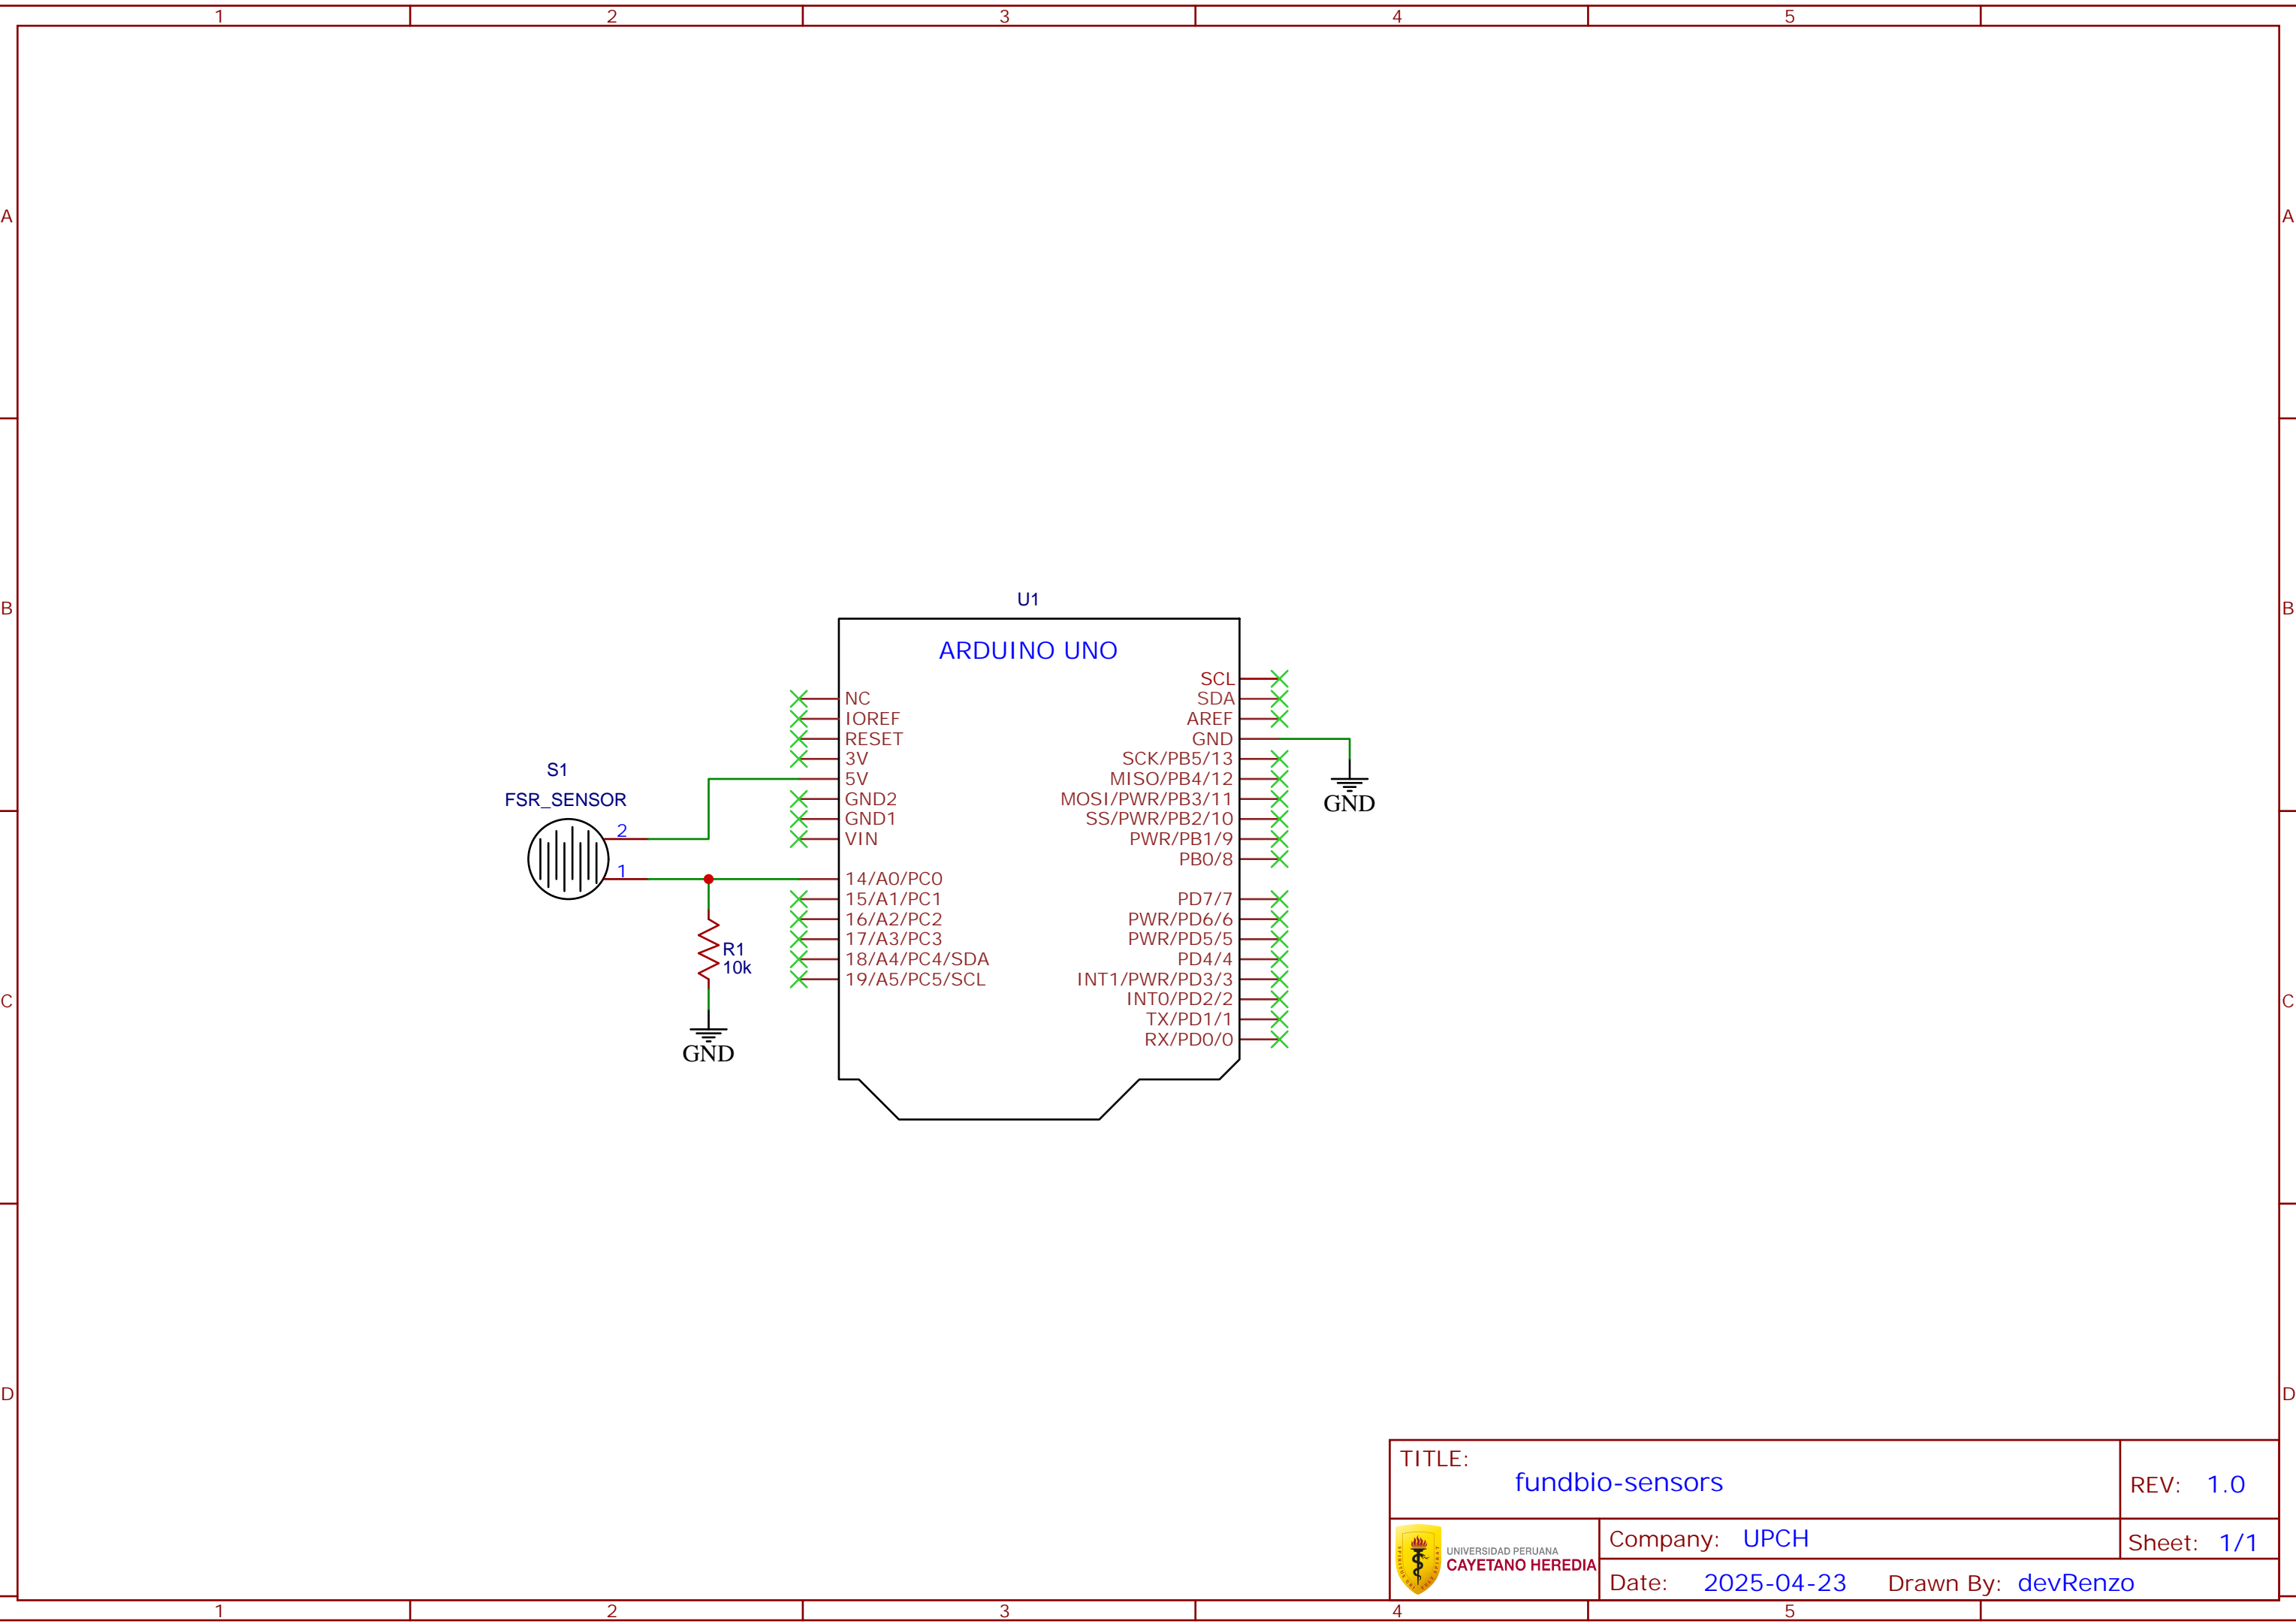 1 2 3 4 5
A A
B B
C C
D D
U1
ARDUINO UNO
NC
IOREF
RESET
3V
5V
GND2
GND1
VIN
14/A0/PC0
15/A1/PC1
16/A2/PC2
17/A3/PC3
18/A4/PC4/SDA
19/A5/PC5/SCL
SCL
SDA
AREF
GND
SCK/PB5/13
MISO/PB4/12
MOSI/PWR/PB3/11
SS/PWR/PB2/10
PWR/PB1/9
PB0/8
PD7/7
PWR/PD6/6
PWR/PD5/5
PD4/4
INT1/PWR/PD3/3
INT0/PD2/2
TX/PD1/1
RX/PD0/0
GND
S1
FSR_SENSOR
2
1
R1
10k
GND
TITLE:
fundbio-sensors
REV: 1.0
UNIVERSIDAD PERUANA
CAYETANO HEREDIA
Company: UPCH
Sheet: 1/1
Date: 2025-04-23 Drawn By: devRenzo
1 2 3 4 5